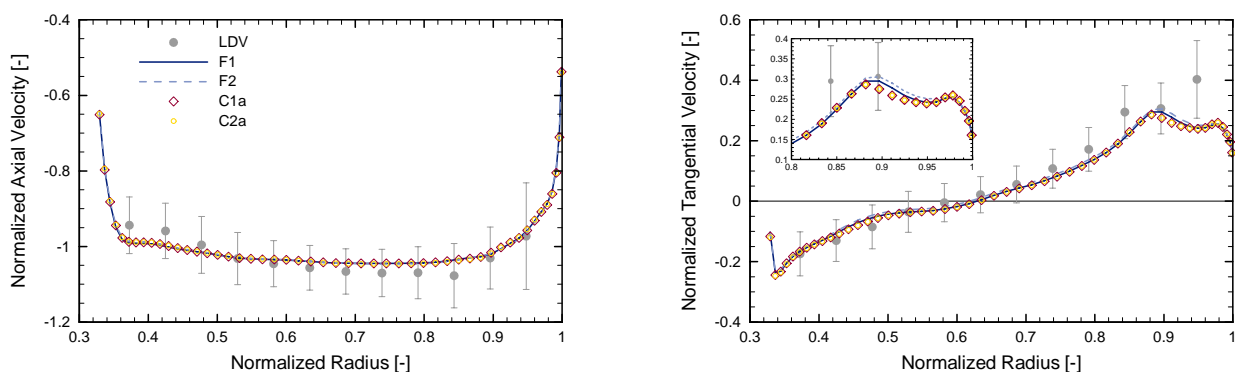 -0.4
-0.6
-0.8
-1.0
-1.2
0.3 0.4 0.5 0.6 0.7 0.8 0.9 1
Normalized Axial Velocity [-]
Normalized Radius [-]
LDV
F1
F2
C1a
C2a
0.6
0.4
0.2
0
-0.2
-0.4
0.3 0.4 0.5 0.6 0.7 0.8 0.9 1
Normalized Tangential Velocity [-]
Normalized Radius [-]
0.4
0.3
0.3
0.2
0.2
0.1
0.1
0.8 0.85 0.9 0.95 1